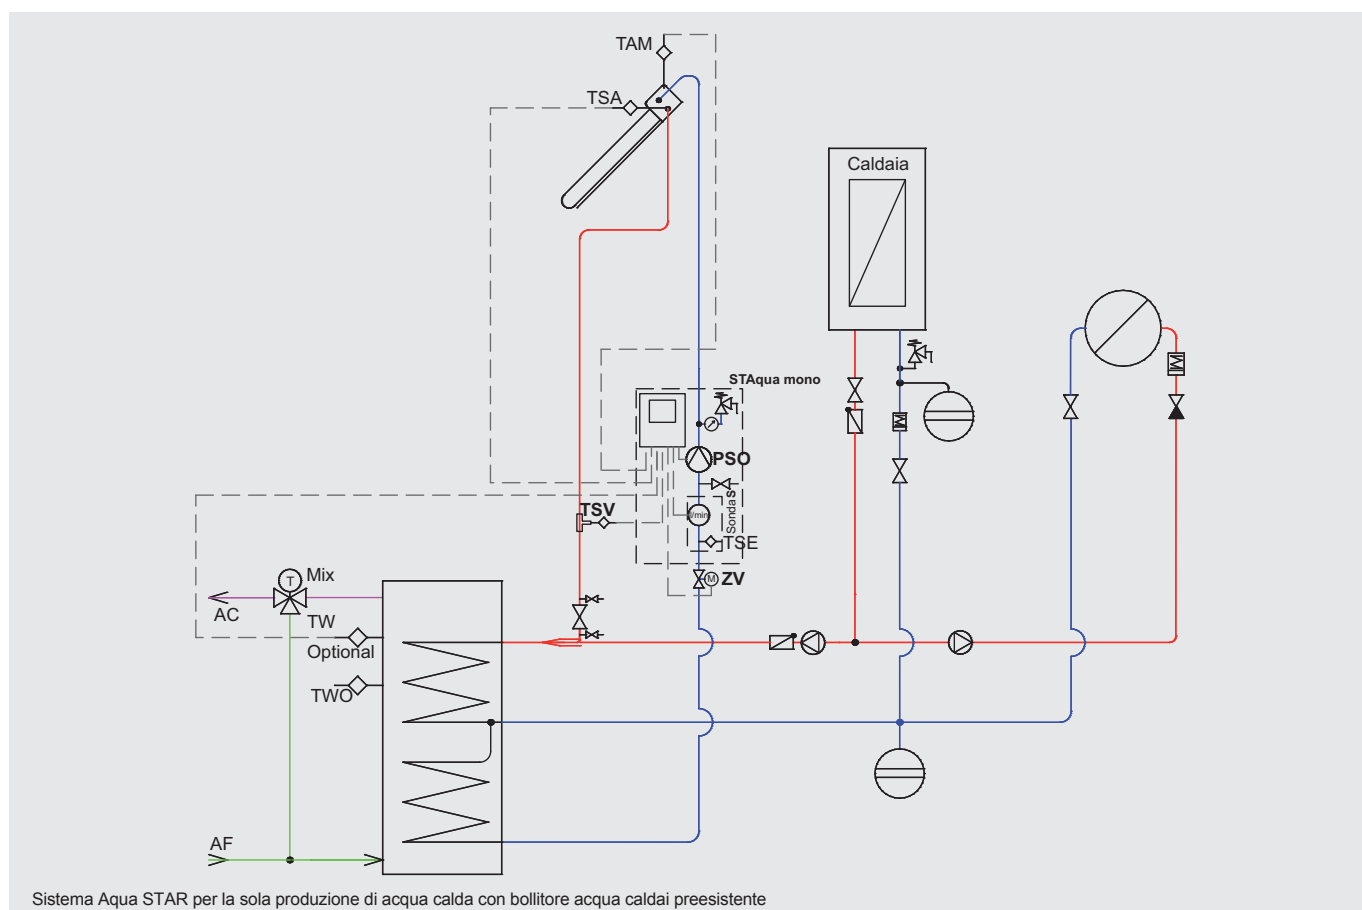 TAM
TSA
Caldaia
STAqua mono
PSO
TSV
l/min
Sonda S
TSE
ZV
M
T
Mix
AC
TW
Optional
TWO
AF
Sistema Aqua STAR per la sola produzione di acqua calda con bollitore acqua caldai preesistente